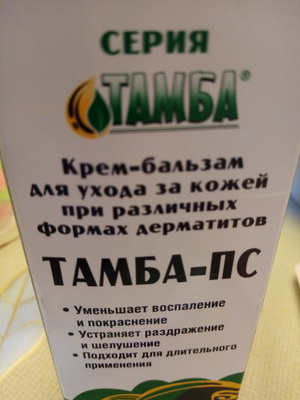 СЕРИЯ
ТАМБА®
Крем-бальзам
для ухода за кожей
при различных
формах дерматитов
ТАМБА-ПС
• Уменьшает воспаление
и покраснение
• Устраняет раздражение
и шелушение
• Подходит для длительного
применения